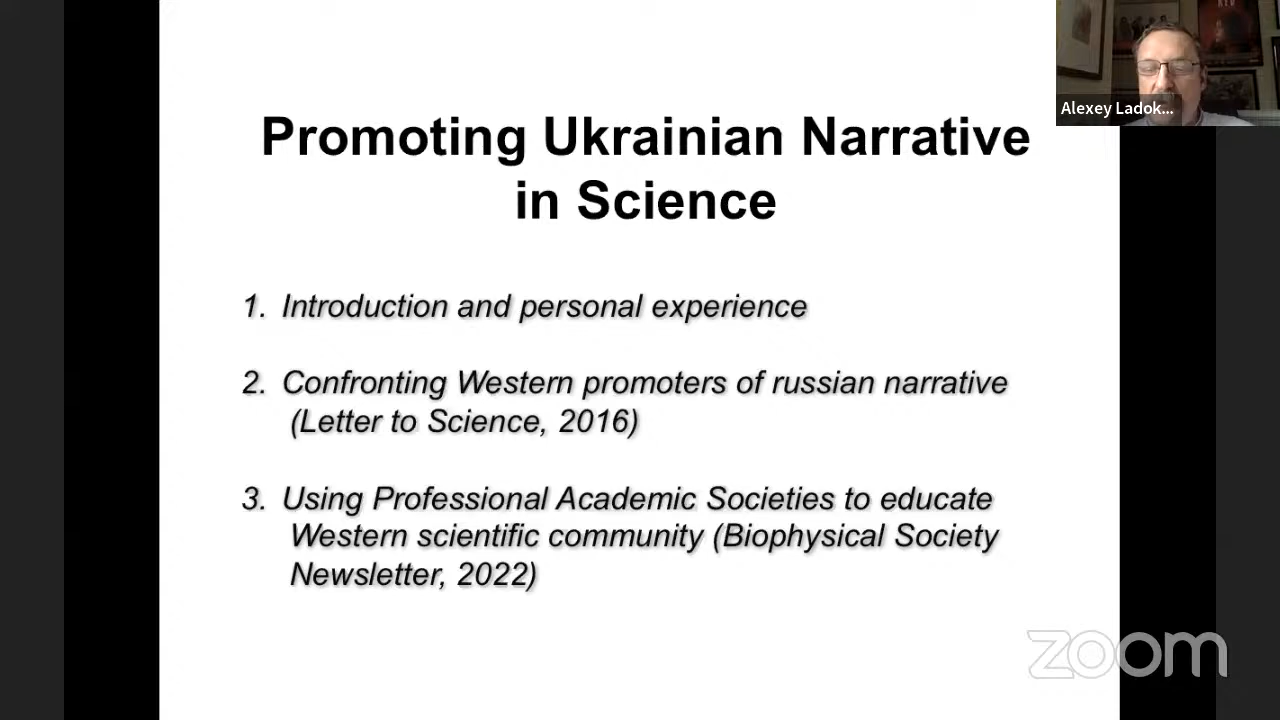 Alexey Ladok...
Promoting Ukrainian Narrative
in Science
1. Introduction and personal experience
2. Confronting Western promoters of russian narrative
(Letter to Science, 2016)
3. Using Professional Academic Societies to educate
Western scientific community (Biophysical Society
Newsletter, 2022)
zoom